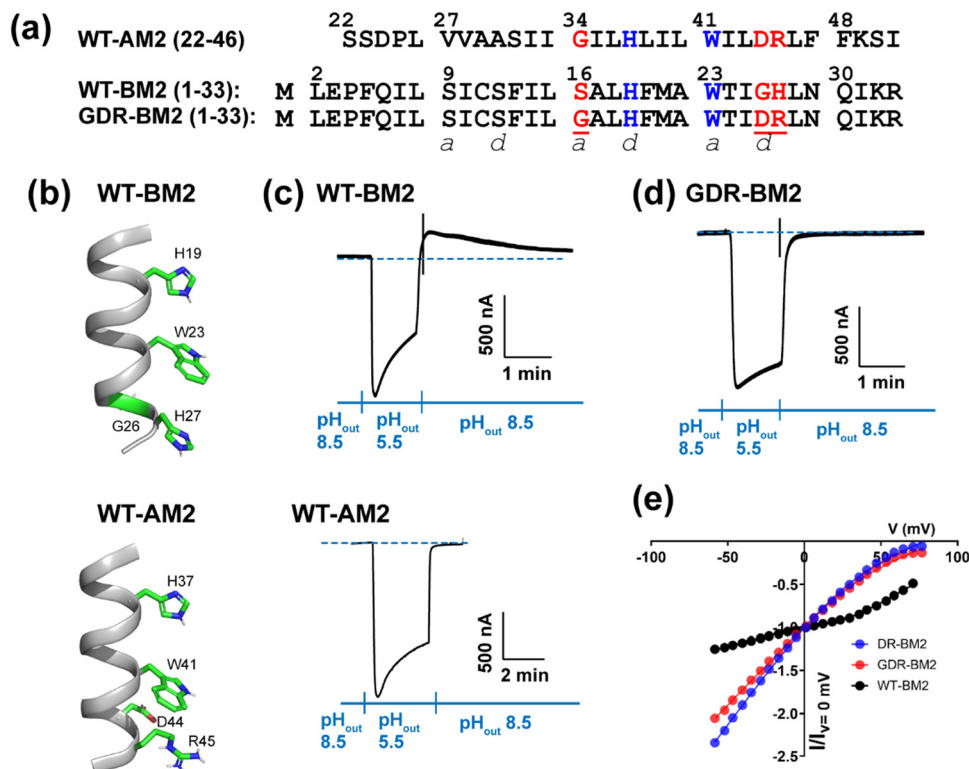 (a)
22 27 34 41 48
WT-AM2 (22-46) SSDPL VVAASII GILHLIL WILDRLF FKSI
2 9 16 23 30
WT-BM2 (1-33): M LEPFQIL SICSFIL SALHFMA WTIGHLN QIKR
GDR-BM2 (1-33): M LEPFQIL SICSFIL GALHFMA WTIDRLN QIKR
a d a d a d
(b) WT-BM2
H19
W23
G26 H27
WT-AM2
H37
W41
D44
R45
(c) WT-BM2
500 nA
1 min
pHout 8.5
pHout 5.5
pHout 8.5
WT-AM2
500 nA
2 min
pHout 8.5
pHout 5.5
pHout 8.5
(d) GDR-BM2
500 nA
1 min
pHout 8.5
pHout 5.5
pHout 8.5
(e)
V (mV)
-100 -50 0 50 100
-0.5
-1.0
-1.5
-2.0
-2.5
I/IV= 0 mV
DR-BM2
GDR-BM2
WT-BM2